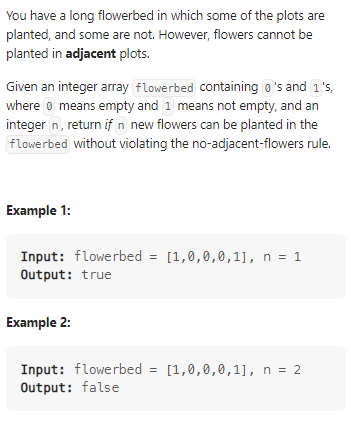 You have a long flowerbed in which some of the plots are
planted, and some are not. However, flowers cannot be
planted in adjacent plots.
Given an integer array flowerbed containing 0's and 1's,
where 0 means empty and 1 means not empty, and an
integer n, return if n new flowers can be planted in the
flowerbed without violating the no-adjacent-flowers rule.
Example 1:
Input: flowerbed = [1,0,0,0,1], n = 1
Output: true
Example 2:
Input: flowerbed = [1,0,0,0,1], n = 2
Output: false